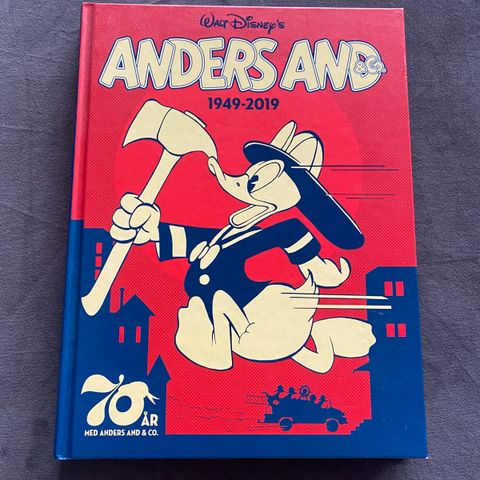 WALT DISNEY'S
ANDERS AND
& CO.
1949-2019
70 ÅR
MED ANDERS AND & CO.